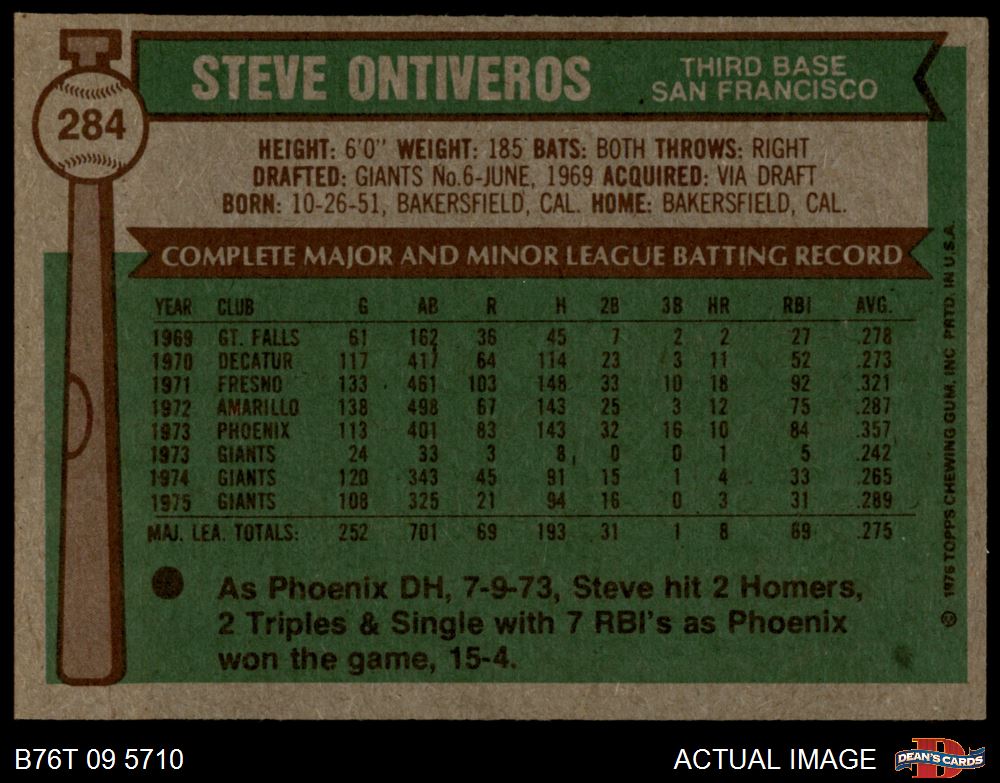 284
STEVE ONTIVEROS
THIRD BASE
SAN FRANCISCO
HEIGHT: 6'0" WEIGHT: 185 BATS: BOTH THROWS: RIGHT
DRAFTED: GIANTS No.6-JUNE, 1969 ACQUIRED: VIA DRAFT
BORN: 10-26-51, BAKERSFIELD, CAL. HOME: BAKERSFIELD, CAL.
COMPLETE MAJOR AND MINOR LEAGUE BATTING RECORD
YEAR CLUB G AB R H 2B 3B HR RBI AVG.
1969 GT. FALLS 61 162 36 45 7 2 2 27 .278
1970 DECATUR 117 417 64 114 23 3 11 52 .273
1971 FRESNO 133 461 103 148 33 10 18 92 .321
1972 AMARILLO 138 498 67 143 25 3 12 75 .287
1973 PHOENIX 113 401 83 143 32 16 10 84 .357
1973 GIANTS 24 33 3 8 0 0 1 5 .242
1974 GIANTS 120 343 45 91 15 1 4 33 .265
1975 GIANTS 108 325 21 94 16 0 3 31 .289
MAJ. LEA. TOTALS: 252 701 69 193 31 1 8 69 .275
As Phoenix DH, 7-9-73, Steve hit 2 Homers,
2 Triples & Single with 7 RBI's as Phoenix
won the game, 15-4.
© 1976 TOPPS CHEWING GUM, INC PRTD. IN U.S.A.
B76T 09 5710
ACTUAL IMAGE
DEAN'S CARDS